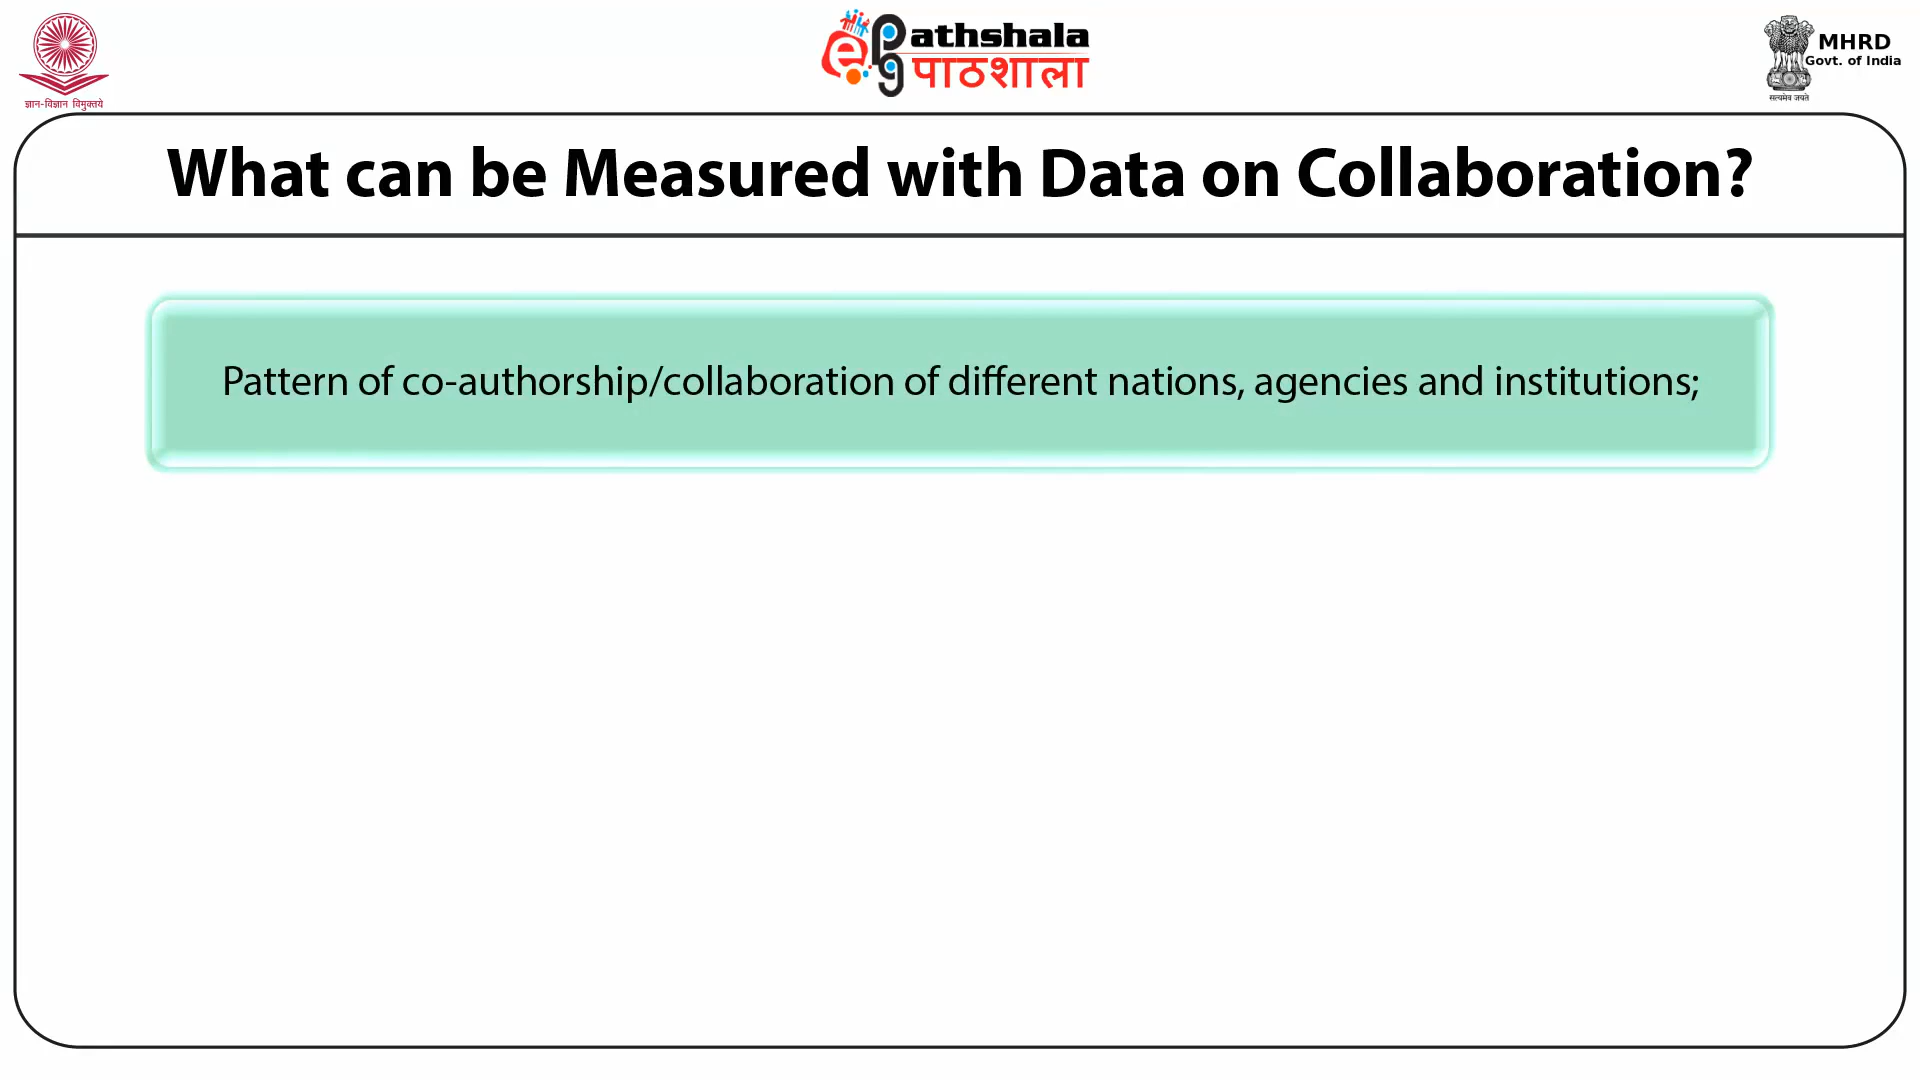 ज्ञान-विज्ञान विमुक्तये
e Pg athshala
पाठशाला
MHRD
Govt. of India
सत्यमेव जयते
What can be Measured with Data on Collaboration?
Pattern of co-authorship/collaboration of different nations, agencies and institutions;